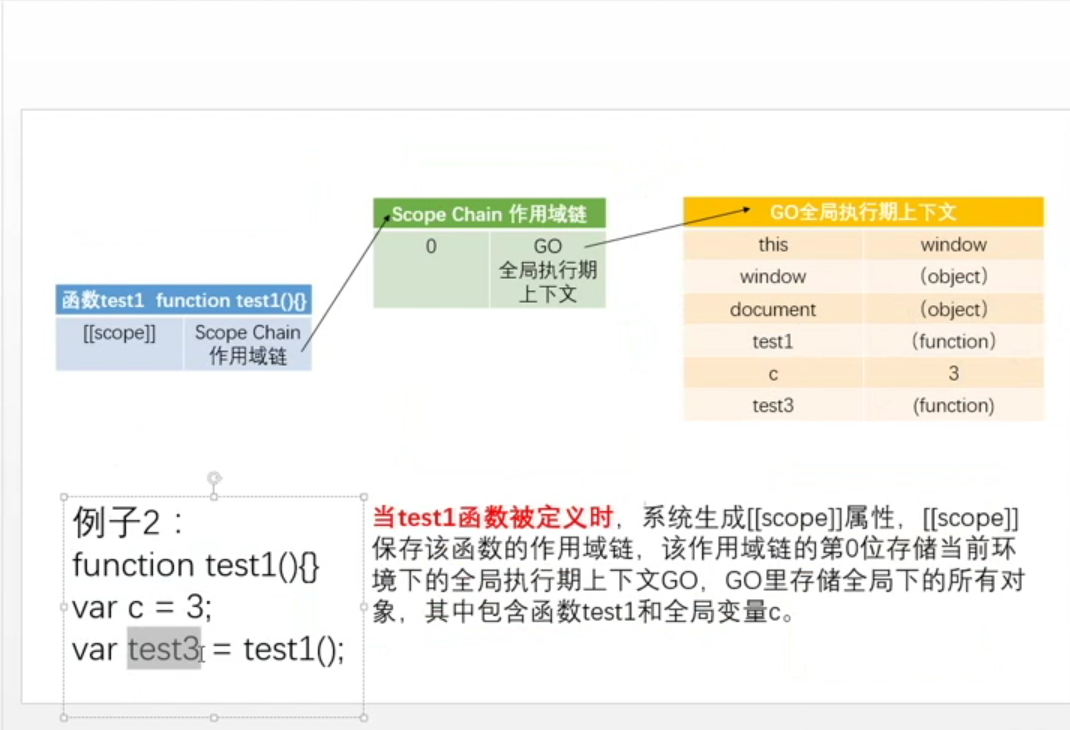 Scope Chain 作用域链
0
GO
全局执行期
上下文
GO全局执行期上下文
this window
window (object)
document (object)
test1 (function)
c 3
test3 (function)
函数test1 function test1(){}
[[scope]]
Scope Chain
作用域链
例子2：
function test1(){}
var c = 3;
var test3 = test1();
当test1函数被定义时，系统生成[[scope]]属性，[[scope]]
保存该函数的作用域链，该作用域链的第0位存储当前环
境下的全局执行期上下文GO，GO里存储全局下的所有对
象，其中包含函数test1和全局变量c。